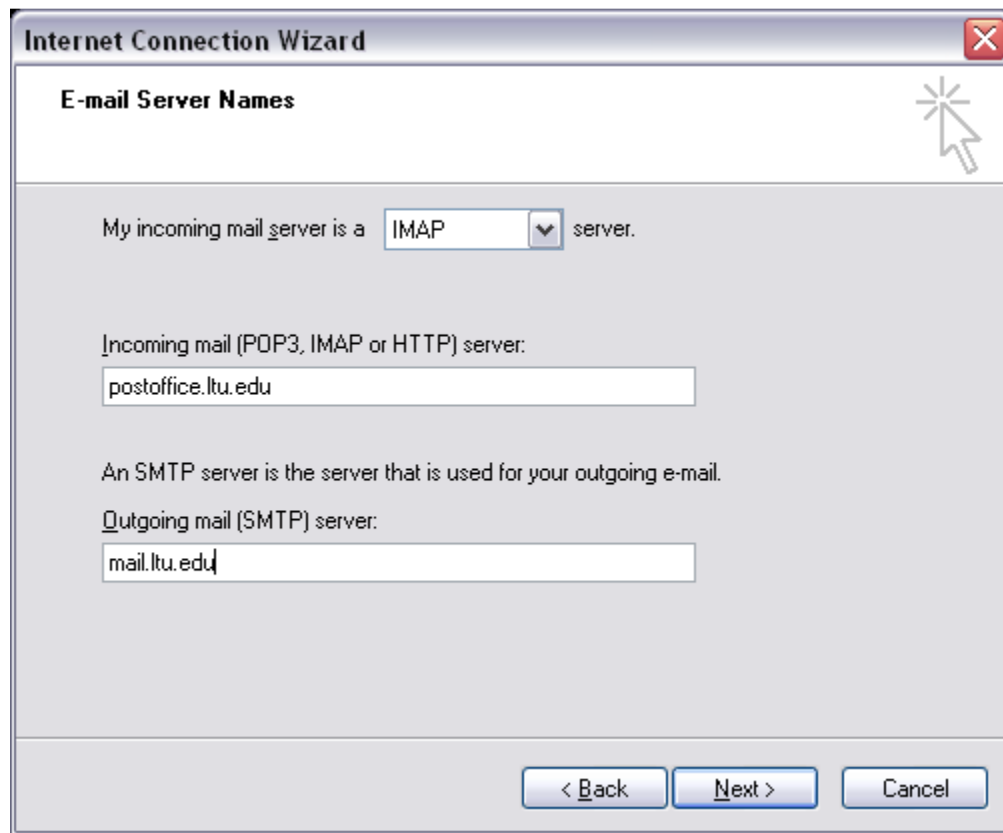 Internet Connection Wizard
E-mail Server Names
My incoming mail server is a IMAP server.
Incoming mail (POP3, IMAP or HTTP) server:
postoffice.ltu.edu
An SMTP server is the server that is used for your outgoing e-mail.
Outgoing mail (SMTP) server:
mail.ltu.edu
< Back Next > Cancel